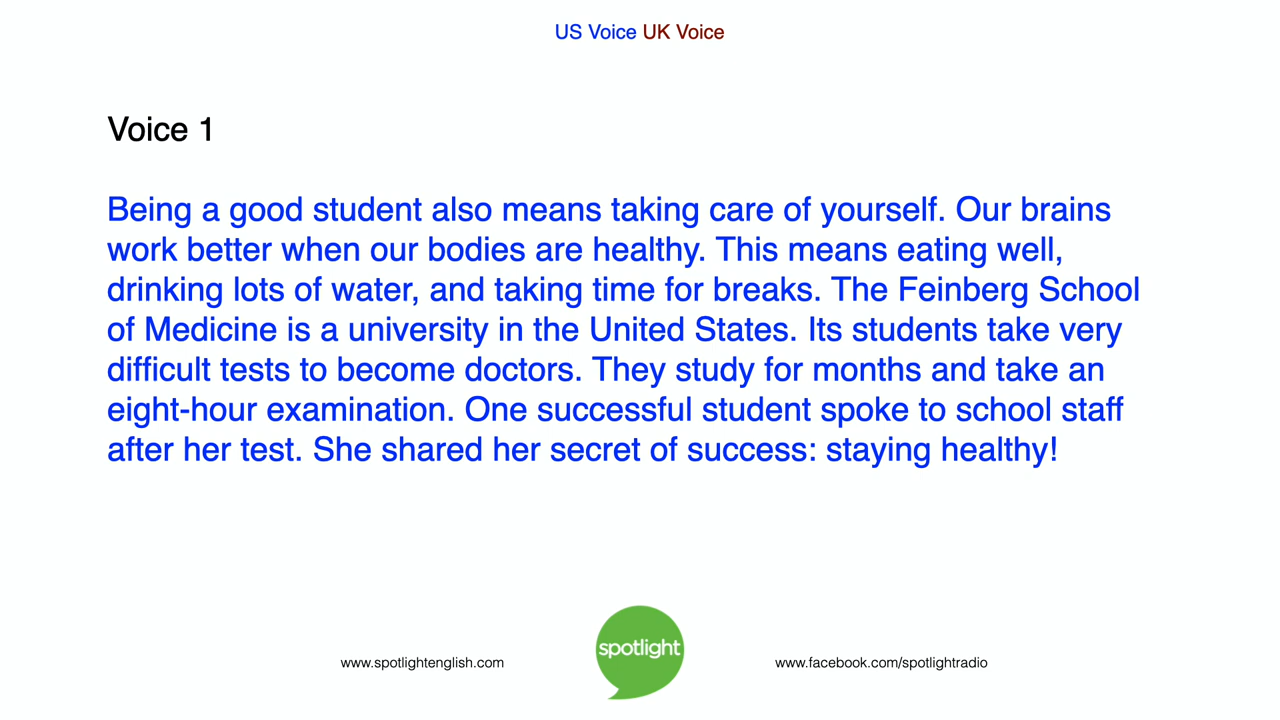 US Voice UK Voice
Voice 1
Being a good student also means taking care of yourself. Our brains
work better when our bodies are healthy. This means eating well,
drinking lots of water, and taking time for breaks. The Feinberg School
of Medicine is a university in the United States. Its students take very
difficult tests to become doctors. They study for months and take an
eight-hour examination. One successful student spoke to school staff
after her test. She shared her secret of success: staying healthy!
spotlight
www.spotlightenglish.com
www.facebook.com/spotlightradio